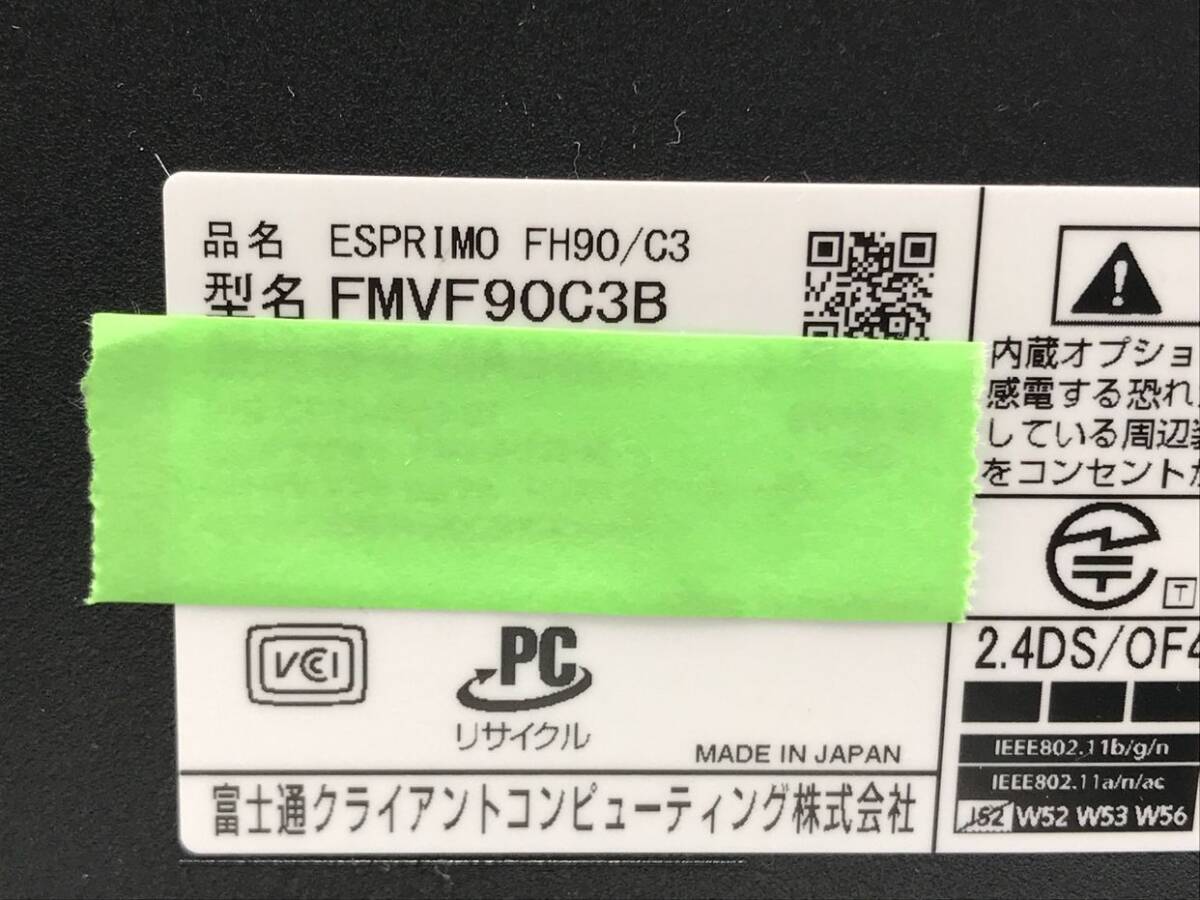 品名 ESPRIMO FH90/C3
型名 FMVF90C3B
VCCI
PC
リサイクル
MADE IN JAPAN
富士通クライアントコンピューティング株式会社
内蔵オプショ
感電する恐れ
している周辺
をコンセント
T
2.4DS/OF4
IEEE802.11b/g/n
IEEE802.11a/n/ac
J52 W52 W53 W56